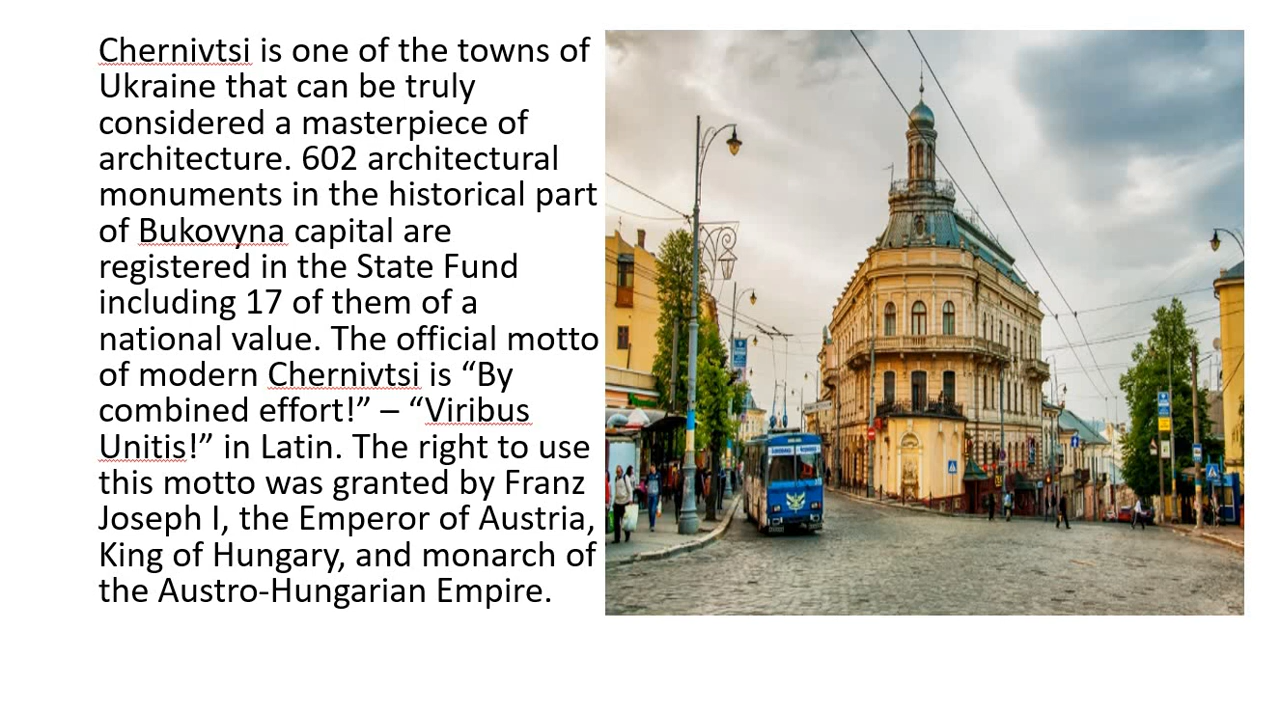 Chernivtsi is one of the towns of
Ukraine that can be truly
considered a masterpiece of
architecture. 602 architectural
monuments in the historical part
of Bukovyna capital are
registered in the State Fund
including 17 of them of a
national value. The official motto
of modern Chernivtsi is “By
combined effort!” – “Viribus
Unitis!” in Latin. The right to use
this motto was granted by Franz
Joseph I, the Emperor of Austria,
King of Hungary, and monarch of
the Austro-Hungarian Empire.